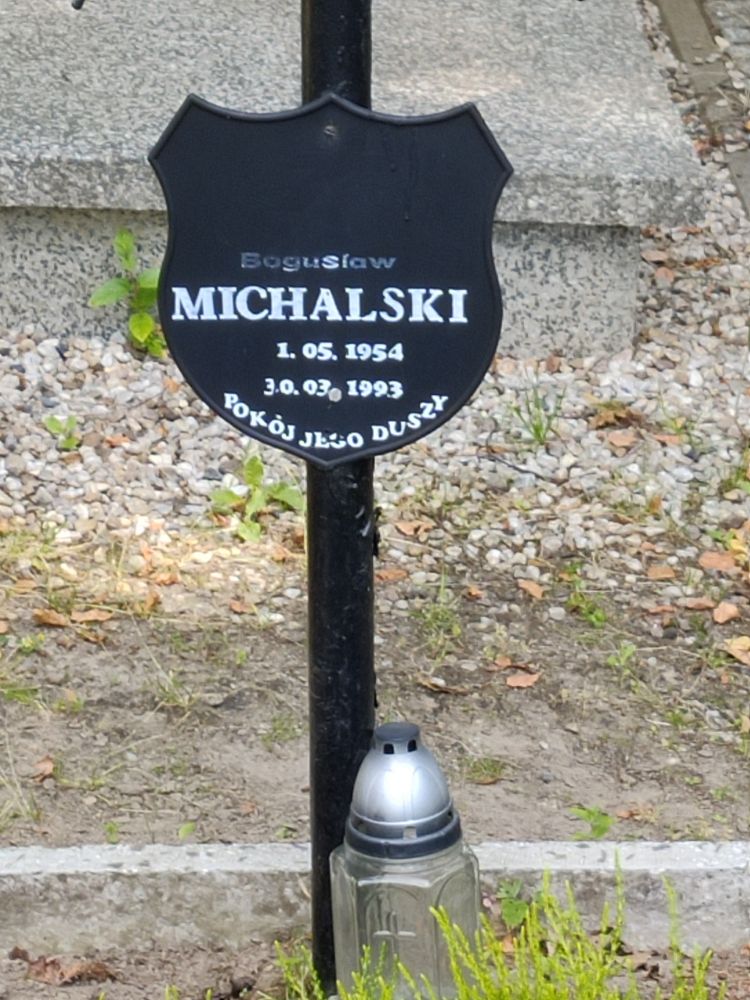 Bogusław
MICHALSKI
1. 05. 1954
30. 03. 1993
POKÓJ JEGO DUSZY